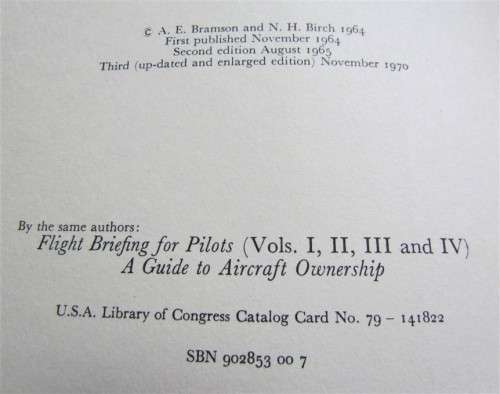 © A. E. Bramson and N. H. Birch 1964
First published November 1964
Second edition August 1965
Third (up-dated and enlarged edition) November 1970
By the same authors:
Flight Briefing for Pilots (Vols. I, II, III and IV)
A Guide to Aircraft Ownership
U.S.A. Library of Congress Catalog Card No. 79 – 141822
SBN 902853 00 7